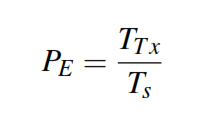 P_E = \frac{T_{Tx}}{T_s}